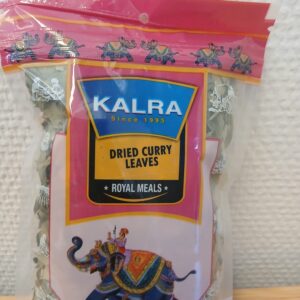 KALRA
Since 1993
DRIED CURRY
LEAVES
★ ROYAL MEALS ★